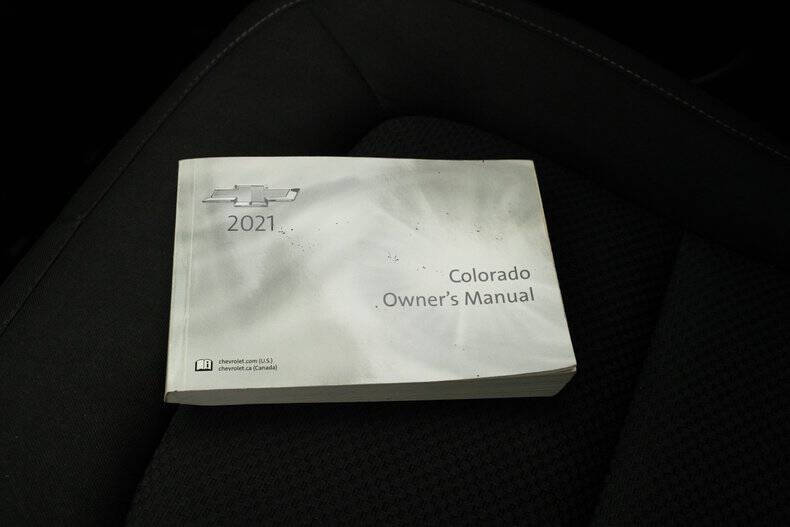 2021
Colorado
Owner's Manual
chevrolet.com (U.S.)
chevrolet.ca (Canada)